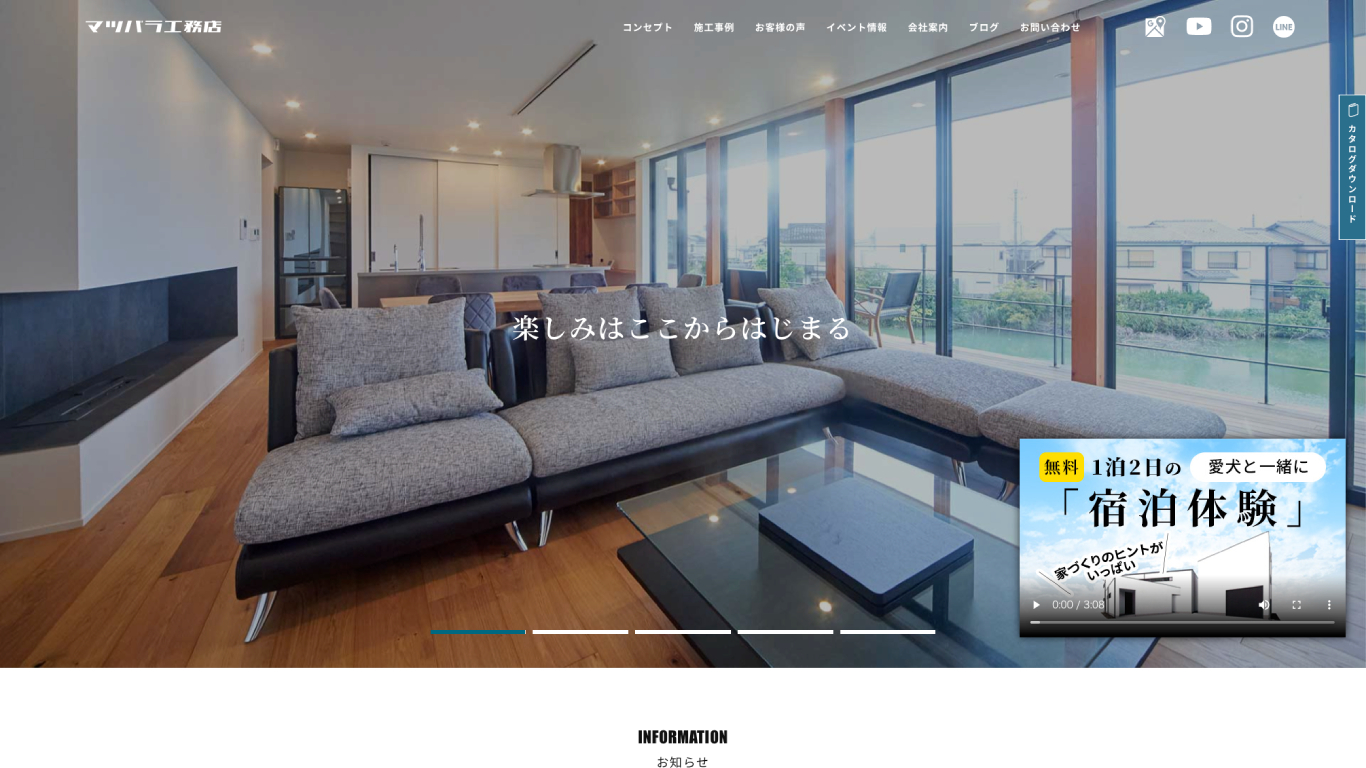 マツバラ工務店
コンセプト 施工事例 お客様の声 イベント情報 会社案内 ブログ お問い合わせ
G
LINE
カタログダウンロード
楽しみはここからはじまる
無料 1泊2日の 愛犬と一緒に
「宿泊体験」
家づくりのヒントが
いっぱい
0:00 / 3:08
INFORMATION
お知らせ